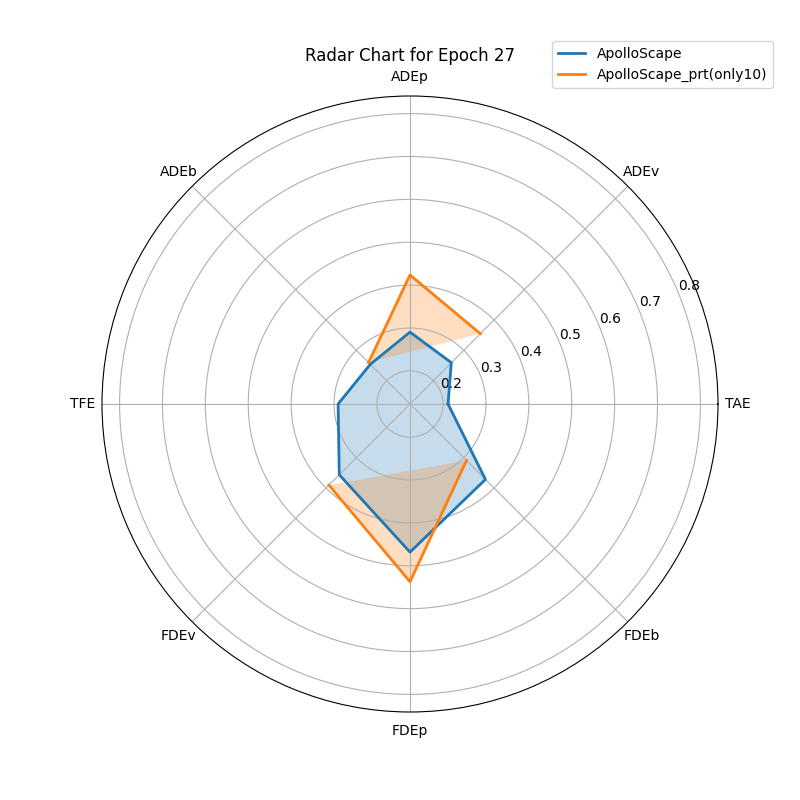 Radar Chart for Epoch 27
ApolloScape
ApolloScape_prt(only10)
ADEp
ADEb
ADEv
0.8
0.7
0.6
0.5
0.4
0.3
0.2
TFE
TAE
FDEv
FDEb
FDEp